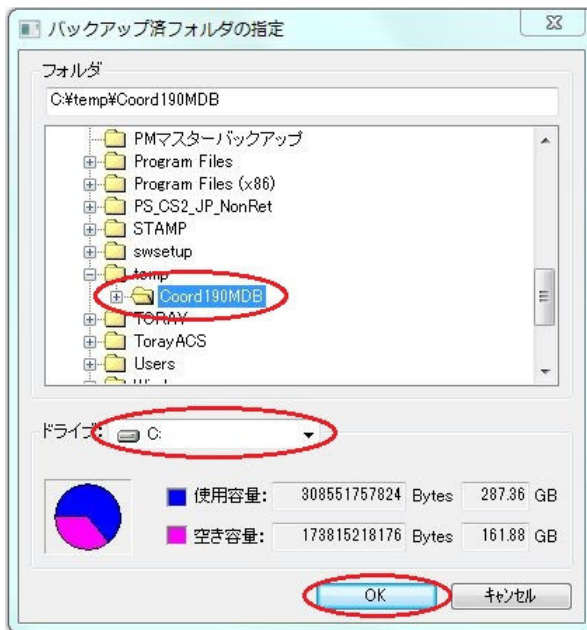 バックアップ済フォルダの指定
フォルダ
C:¥temp¥Coord190MDB
PMマスターバックアップ
Program Files
Program Files (x86)
PS_CS2_JP_NonRet
STAMP
swsetup
temp
Coord190MDB
TORAY
TorayACS
Users
ドライブ: C:
使用容量: 308551757824 Bytes 287.36 GB
空き容量: 173815218176 Bytes 161.88 GB
OK キャンセル